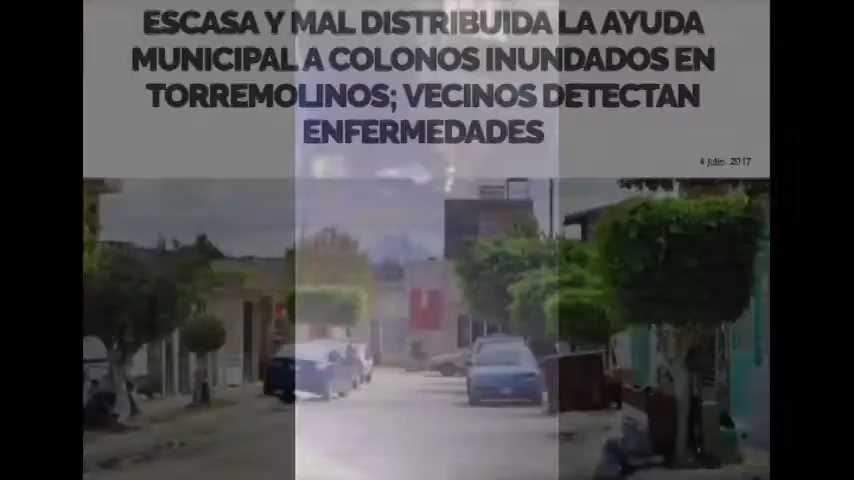 ESCASA Y MAL DISTRIBUIDA LA AYUDA
MUNICIPAL A COLONOS INUNDADOS EN
TORREMOLINOS; VECINOS DETECTAN
ENFERMEDADES
4 julio, 2017